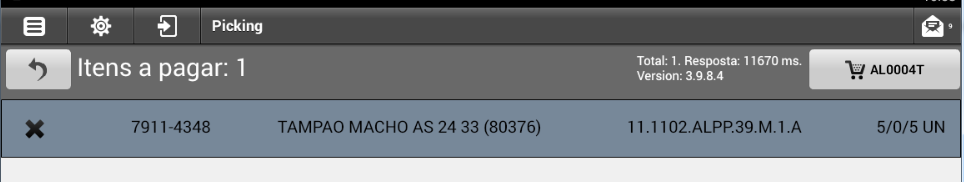 Picking
9
Itens a pagar: 1
Total: 1. Resposta: 11670 ms.
Version: 3.9.8.4
AL0004T
7911-4348 TAMPAO MACHO AS 24 33 (80376) 11.1102.ALPP.39.M.1.A 5/0/5 UN